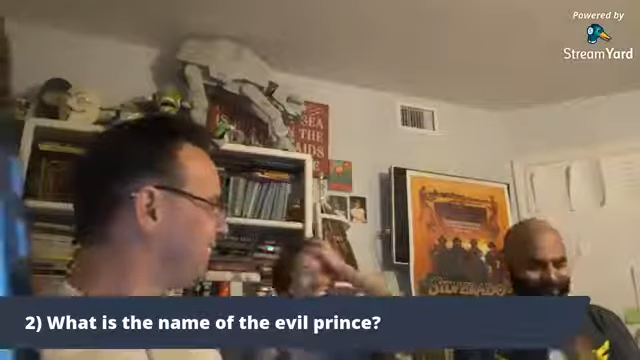 Powered by
StreamYard
SEA
THE
AIDS
SILVERADO
2) What is the name of the evil prince?